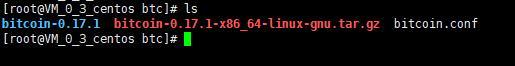 [root@VM_0_3_centos btc]# ls
bitcoin-0.17.1 bitcoin-0.17.1-x86_64-linux-gnu.tar.gz bitcoin.conf
[root@VM_0_3_centos btc]#